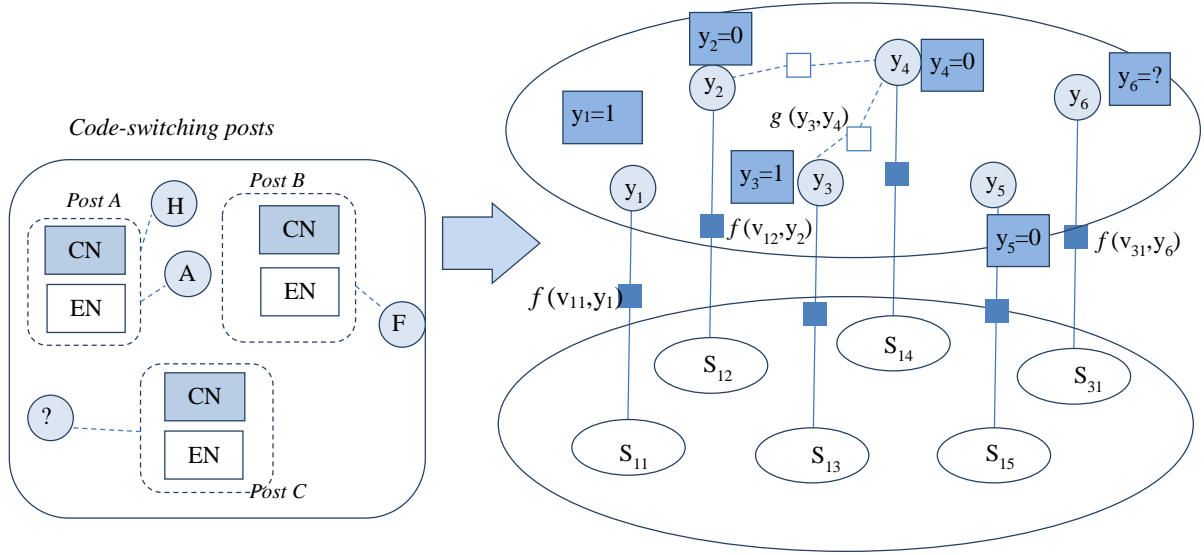 Code-switching posts
Post A
CN
EN
H
A
Post B
CN
EN
F
?
CN
EN
Post C
y₂=0
y₂
y₄
y₄=0
y₆=?
y₆
y₁=1
g (y₃,y₄)
y₃=1
y₃
y₁
y₅
y₅=0
f (v₁₂,y₂)
f (v₃₁,y₆)
f (v₁₁,y₁)
S₁₂
S₁₄
S₃₁
S₁₁
S₁₃
S₁₅